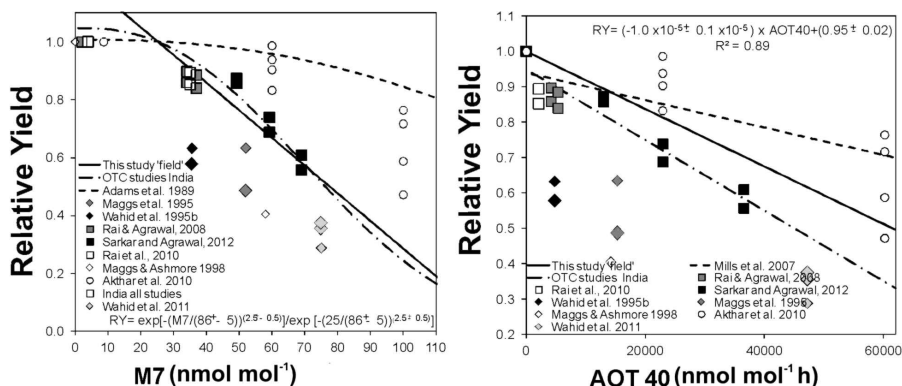 Relative Yield
1.0
0.8
0.6
0.4
0.2
0.0
This study 'field'
OTC studies India
Adams et al. 1989
Maggs et al. 1995
Wahid et al. 1995b
Rai & Agrawal, 2008
Sarkar and Agrawal, 2012
Rai et al., 2010
Maggs & Ashmore 1998
Akthar et al. 2010
India all studies
Wahid et al. 2011
RY= exp[-(M7/(86+- 5))(2.5- 0.5)]/exp [-(25/(86± 5))2.5± 0.5)]
0 10 20 30 40 50 60 70 80 90 100 110
M7 (nmol mol-1)
Relative Yield
RY= (-1.0 x10-5± 0.1 x10-5) x AOT40+(0.95± 0.02)
R² = 0.89
1.1
1.0
0.9
0.8
0.7
0.6
0.5
0.4
0.3
0.2
This study 'field' Mills et al. 2007
OTC studies India Rai & Agrawal, 2008
Rai et al., 2010 Sarkar and Agrawal, 2012
Wahid et al. 1995b Maggs et al. 1995
Maggs & Ashmore 1998 Akthar et al. 2010
Wahid et al. 2011
0 20000 40000 60000
AOT 40 (nmol mol-1 h)